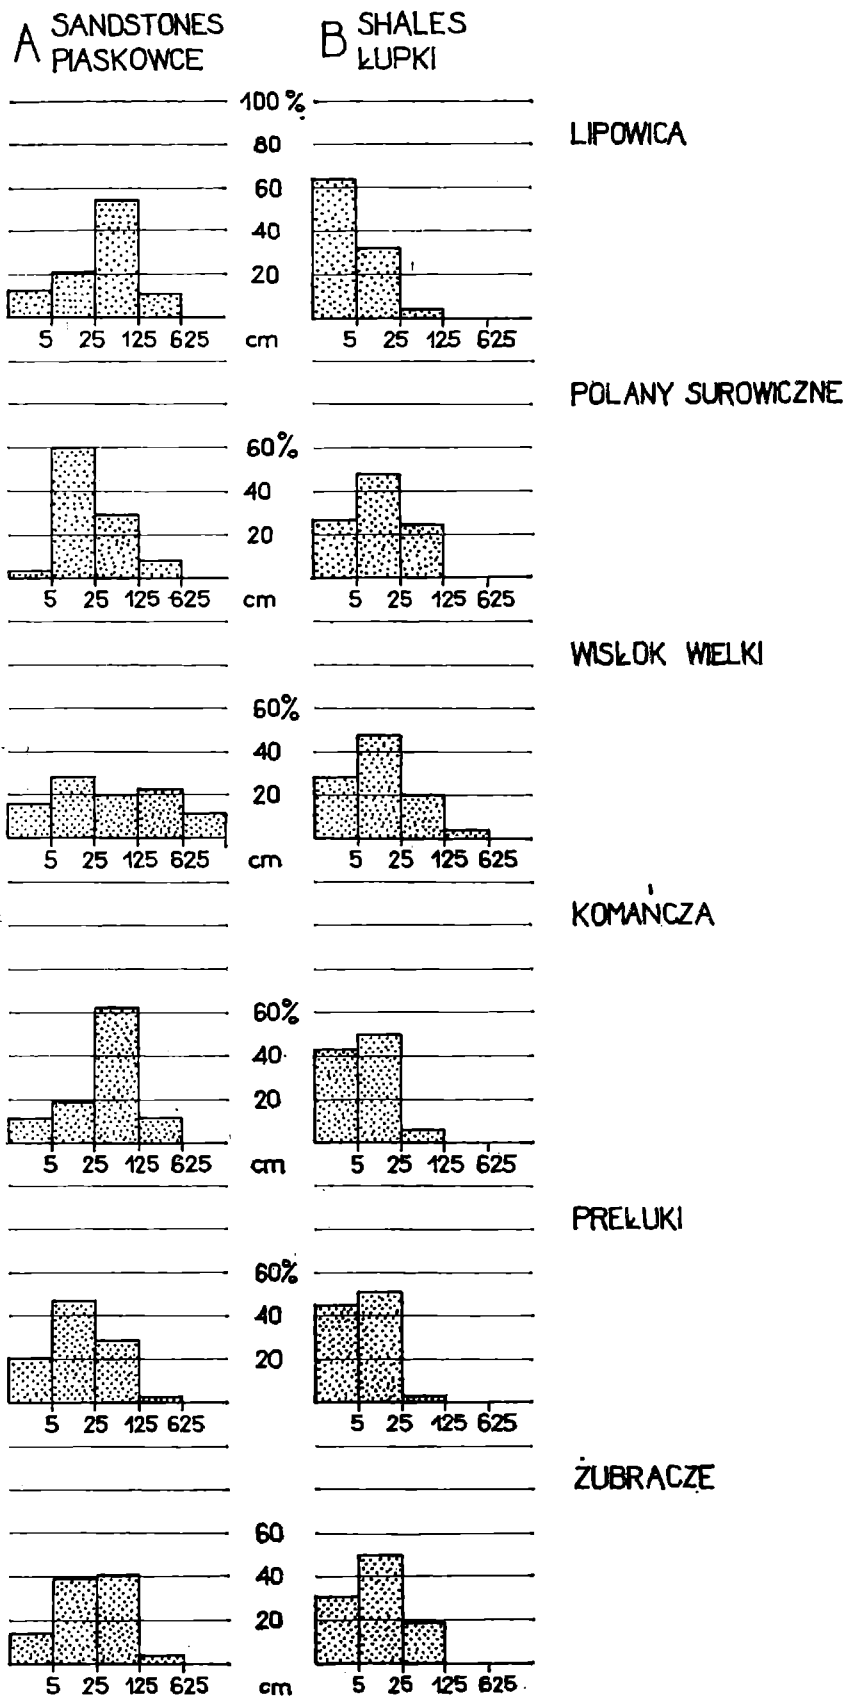 A SANDSTONES
PIASKOWCE
B SHALES
ŁUPKI
100 %
LIPOWICA
80
60
40
20
5 25 125 625 cm 5 25 125 625
POLANY SUROWICZNE
60%
40
20
5 25 125 625 cm 5 25 125 625
WISŁOK WIELKI
60%
40
20
5 25 125 625 cm 5 25 125 625
KOMAŃCZA
60%
40
20
5 25 125 625 cm 5 25 125 625
PREŁUKI
60%
40
20
5 25 125 625 5 25 125 625
ŻUBRACZE
60
40
20
5 25 125 625 cm 5 25 125 625